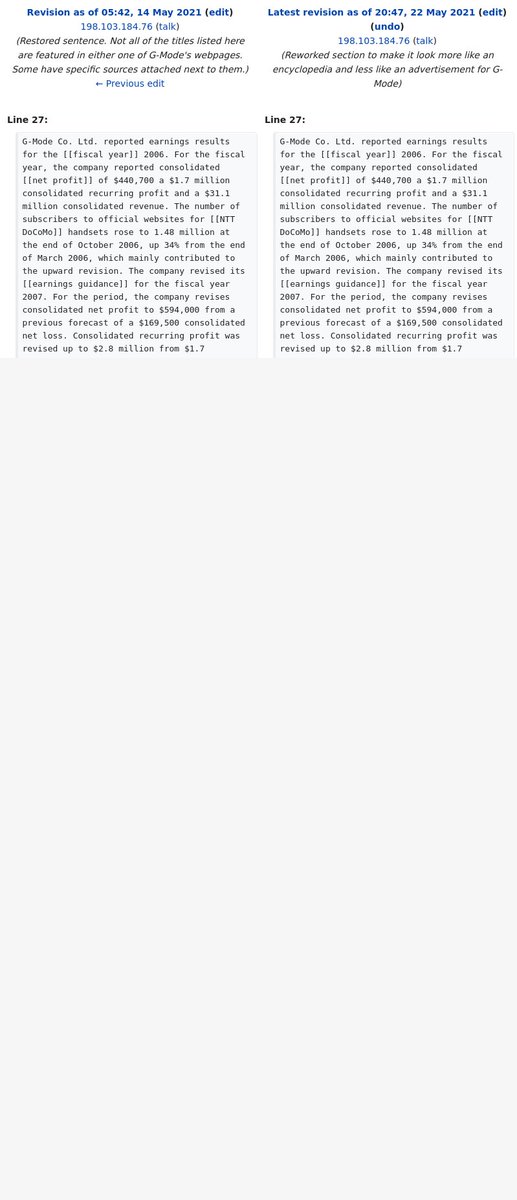 Revision as of 05:42, 14 May 2021 (edit)
198.103.184.76 (talk)
(Restored sentence. Not all of the titles listed here
are featured in either one of G-Mode's webpages.
Some have specific sources attached next to them.)
← Previous edit
Latest revision as of 20:47, 22 May 2021 (edit)
(undo)
198.103.184.76 (talk)
(Reworked section to make it look more like an
encyclopedia and less like an advertisement for G-
Mode)
Line 27:
Line 27:
G-Mode Co. Ltd. reported earnings results
for the [[fiscal year]] 2006. For the fiscal
year, the company reported consolidated
[[net profit]] of $440,700 a $1.7 million
consolidated recurring profit and a $31.1
million consolidated revenue. The number of
subscribers to official websites for [[NTT
DoCoMo]] handsets rose to 1.48 million at
the end of October 2006, up 34% from the end
of March 2006, which mainly contributed to
the upward revision. The company revised its
[[earnings guidance]] for the fiscal year
2007. For the period, the company revises
consolidated net profit to $594,000 from a
previous forecast of a $169,500 consolidated
net loss. Consolidated recurring profit was
revised up to $2.8 million from $1.7
G-Mode Co. Ltd. reported earnings results
for the [[fiscal year]] 2006. For the fiscal
year, the company reported consolidated
[[net profit]] of $440,700 a $1.7 million
consolidated recurring profit and a $31.1
million consolidated revenue. The number of
subscribers to official websites for [[NTT
DoCoMo]] handsets rose to 1.48 million at
the end of October 2006, up 34% from the end
of March 2006, which mainly contributed to
the upward revision. The company revised its
[[earnings guidance]] for the fiscal year
2007. For the period, the company revises
consolidated net profit to $594,000 from a
previous forecast of a $169,500 consolidated
net loss. Consolidated recurring profit was
revised up to $2.8 million from $1.7